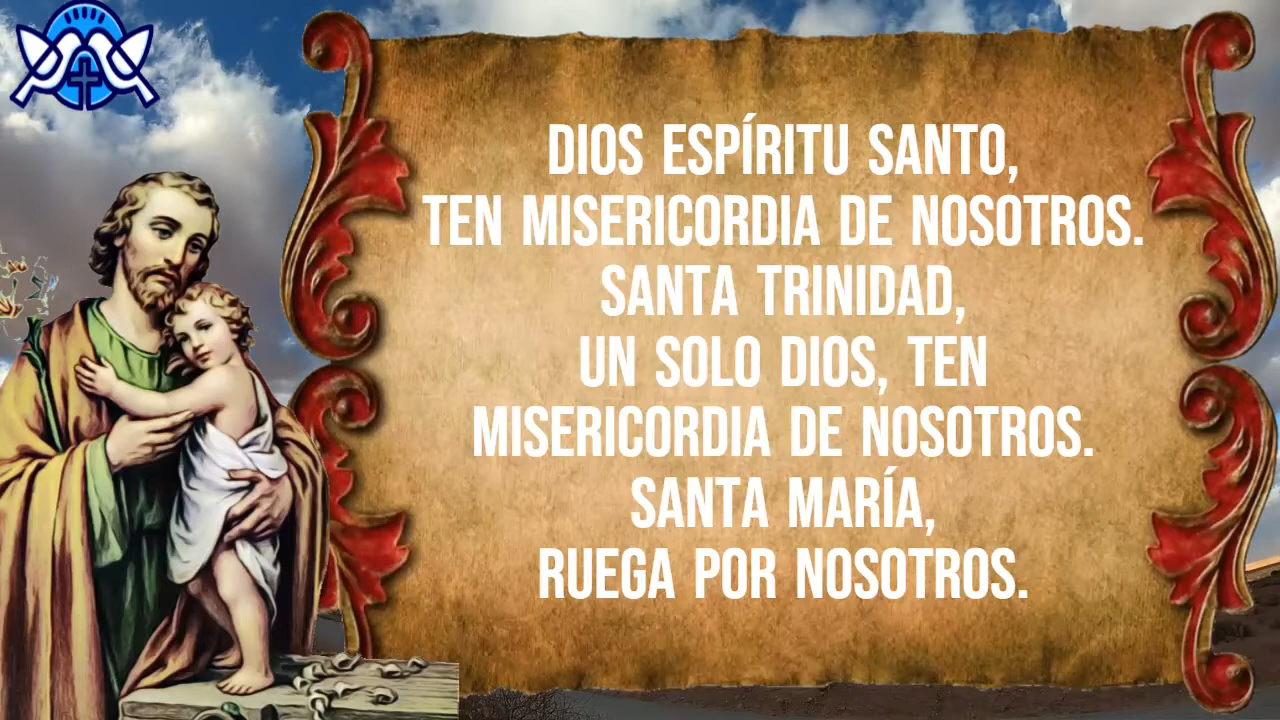 DIOS ESPÍRITU SANTO,
TEN MISERICORDIA DE NOSOTROS.
SANTA TRINIDAD,
UN SOLO DIOS, TEN
MISERICORDIA DE NOSOTROS.
SANTA MARÍA,
RUEGA POR NOSOTROS.